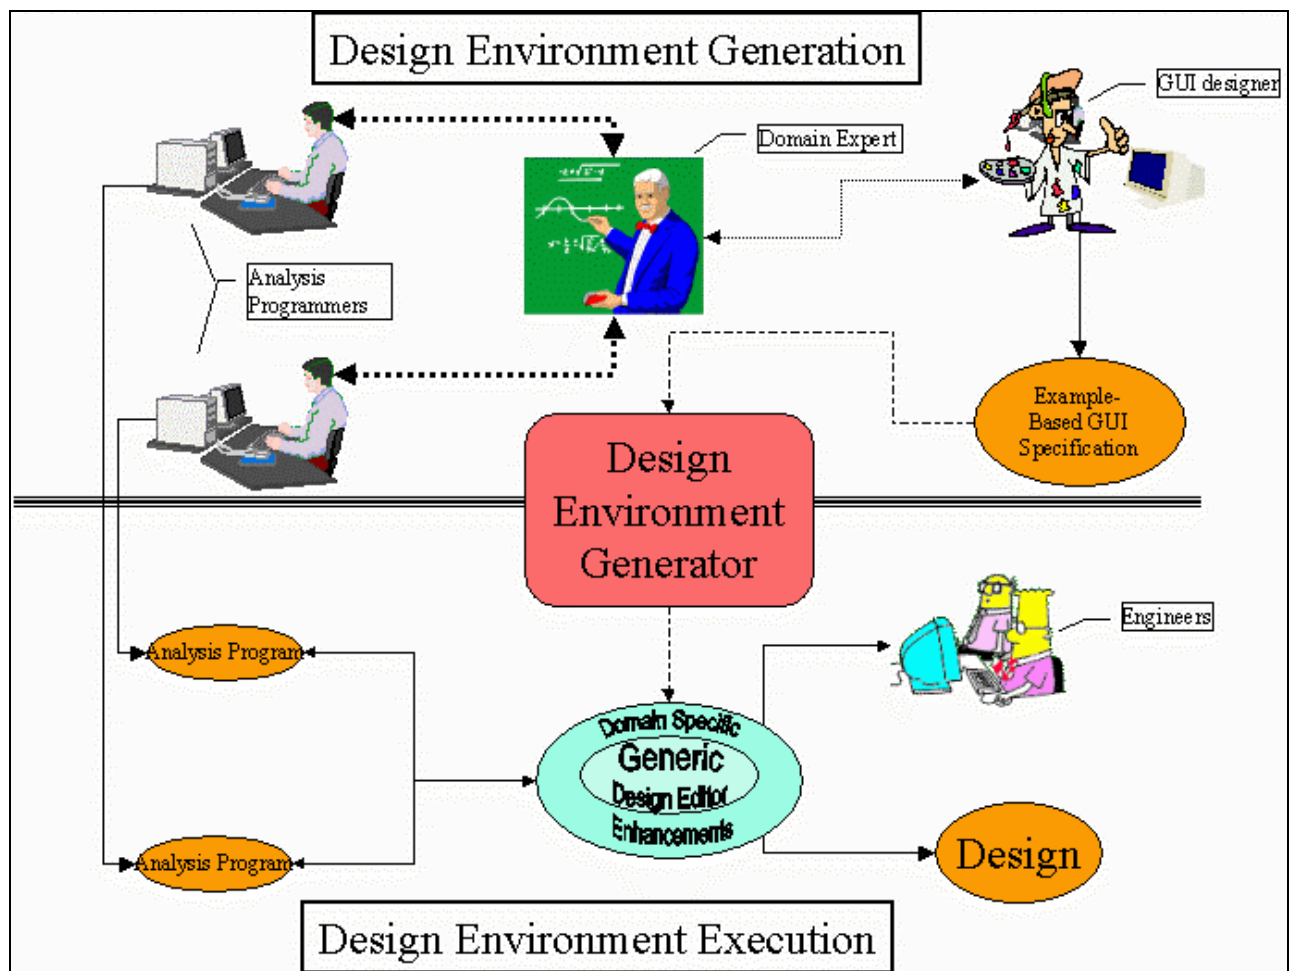 Design Environment Generation
GUI designer
Domain Expert
Analysis
Programmers
Example-
Based GUI
Specification
Design
Environment
Generator
Engineers
Analysis Program
Domain Specific
Generic
Design Editor
Enhancements
Analysis Program
Design
Design Environment Execution